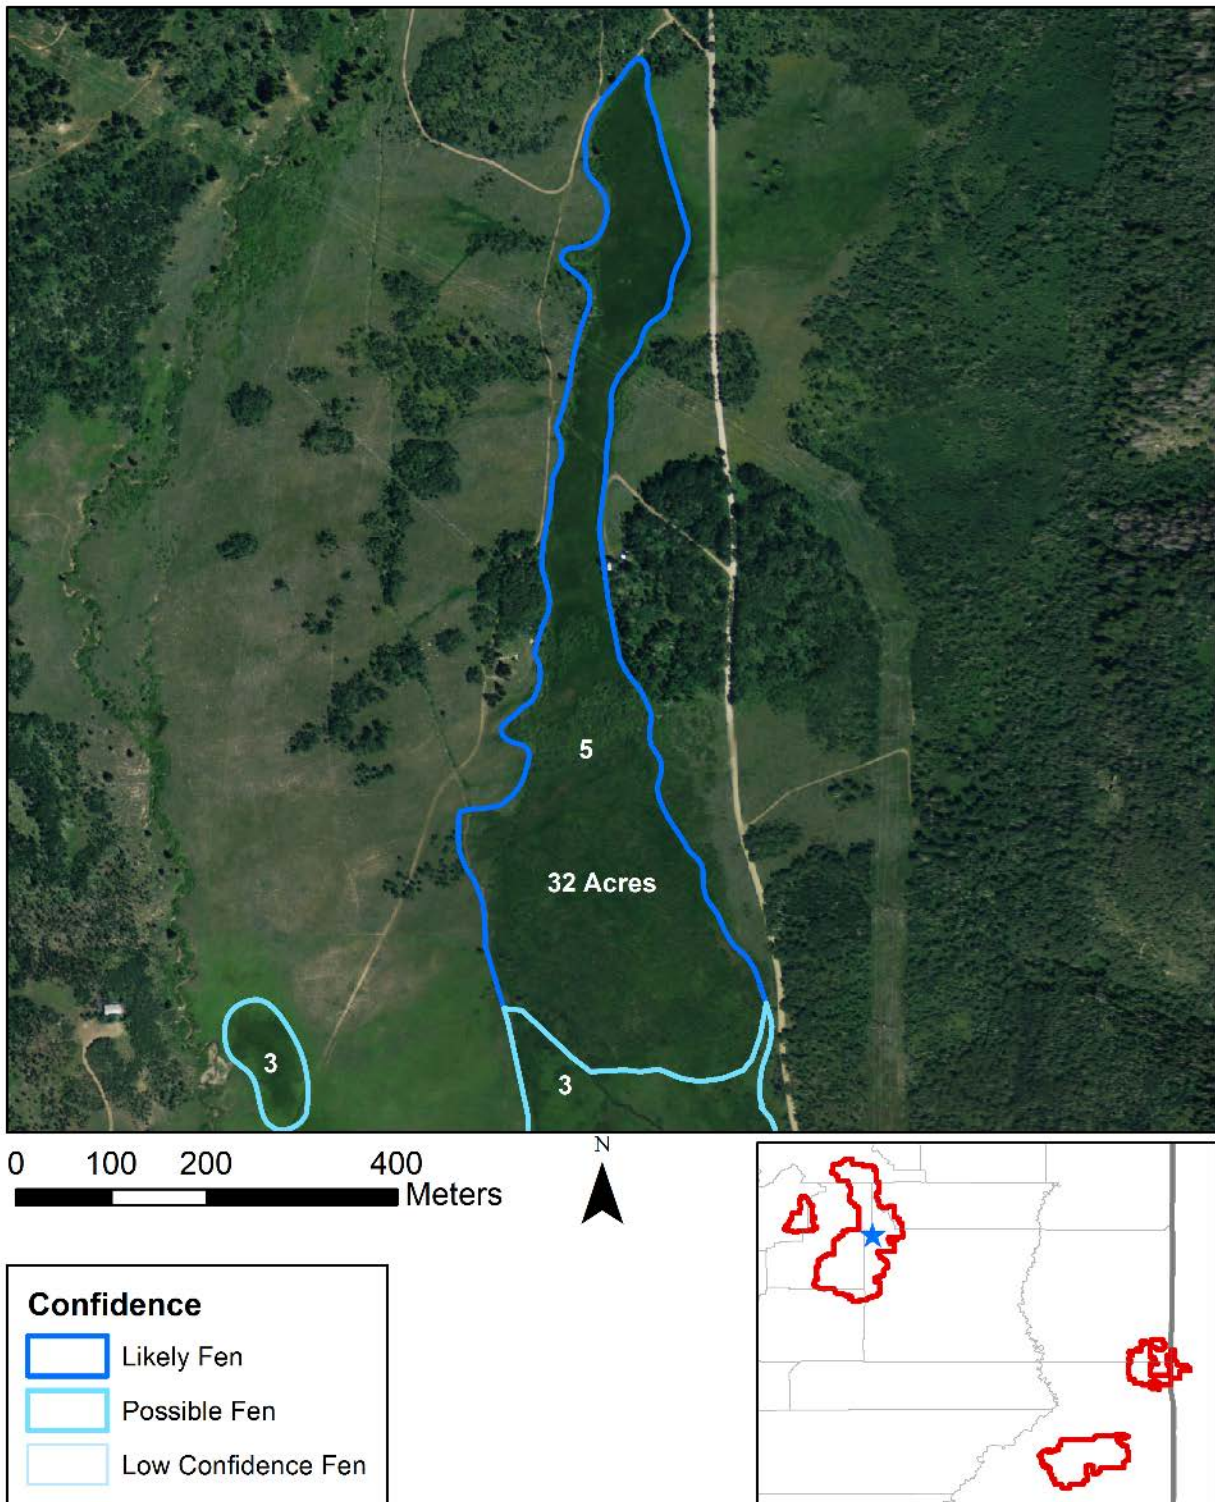 5
32 Acres
3
3
0 100 200 400
Meters
N
Confidence
Likely Fen
Possible Fen
Low Confidence Fen